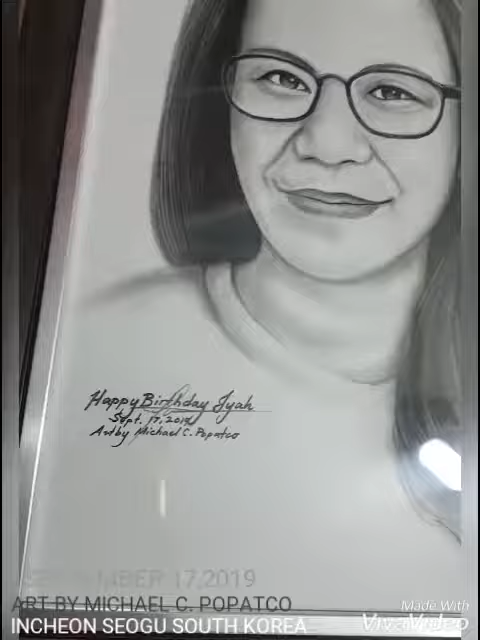 Happy Birthday Iyah
Sept. 17, 2019
Art by Michael C. Popatco
SEPTEMBER 17,2019
ART BY MICHAEL C. POPATCO
INCHEON SEOGU SOUTH KOREA
Made With
VivaVideo